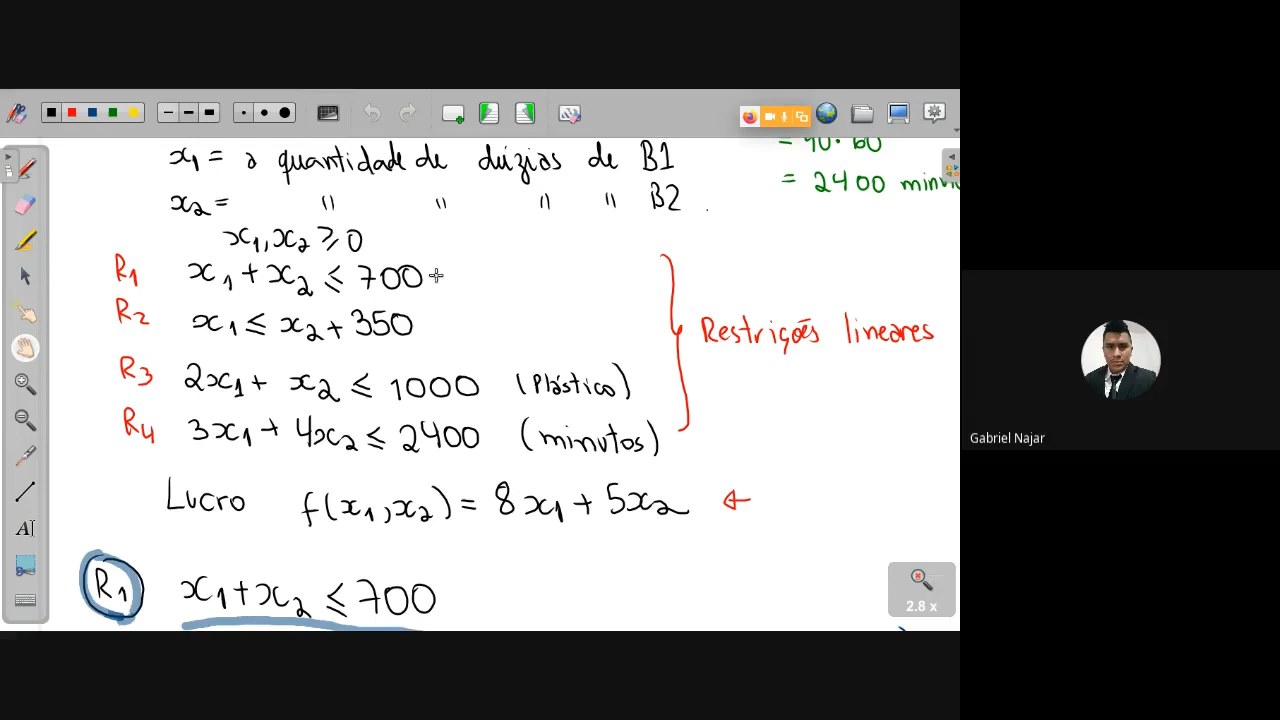 = 40·60
= 2400 minu
x₁ = a quantidade de dúzias de B1
x₂ = " " " " B2 .
x₁, x₂ ≥ 0
R1 x₁ + x₂ ≤ 700
R2 x₁ ≤ x₂ + 350
R3 2x₁ + x₂ ≤ 1000 (Plástico)
R4 3x₁ + 4x₂ ≤ 2400 (minutos)
Restrições lineares
Lucro f(x₁, x₂) = 8x₁ + 5x₂ ←
R1 x₁ + x₂ ≤ 700
2.8 x
Gabriel Najar